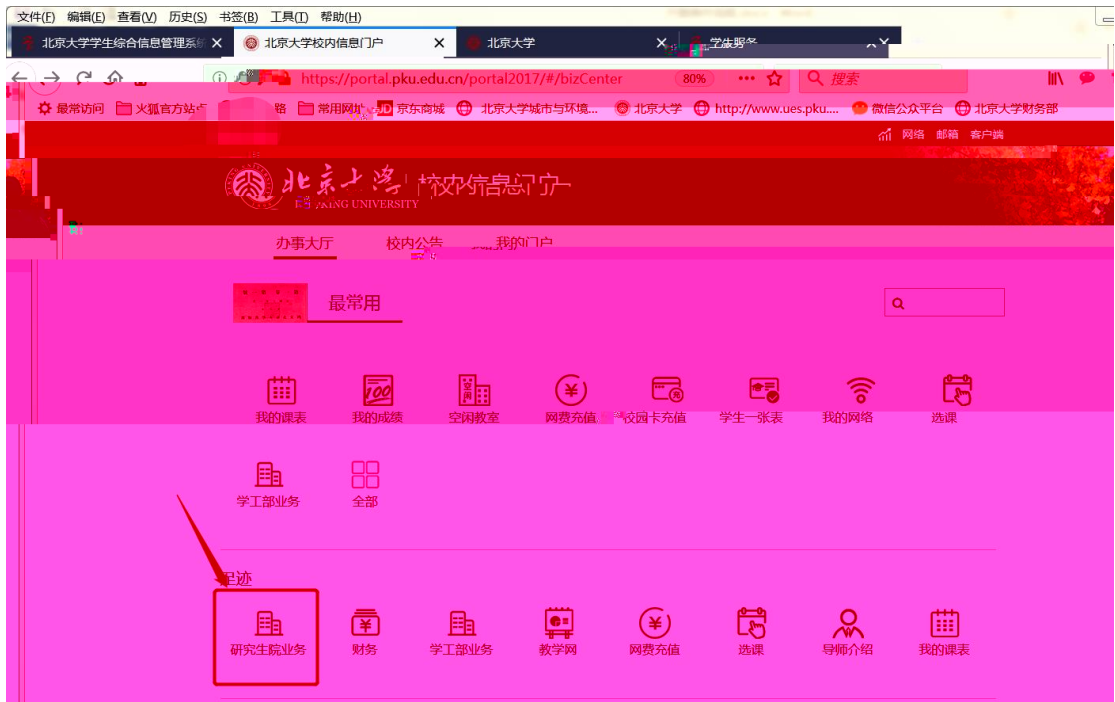 文件(F) 编辑(E) 查看(V) 历史(S) 书签(B) 工具(T) 帮助(H)
北京大学学生综合信息管理系统 北京大学校内信息门户 北京大学 学生服务
https://portal.pku.edu.cn/portal2017/#/bizCenter 80% 搜索
最常访问 火狐官方站点 常用网址 JD 京东商城 北京大学城市与环境... 北京大学 http://www.ues.pku.... 微信公众平台 北京大学财务部
网络 邮箱 客户端
北京大学 校内信息门户
UNIVERSITY
办事大厅 校内公告 我的门户
最常用
我的课表 我的成绩 空闲教室 网费充值 校园卡充值 学生一张表 我的网络 选课
学工部业务 全部
足迹
研究生院业务 财务 学工部业务 教学网 网费充值 选课 导师介绍 我的课表